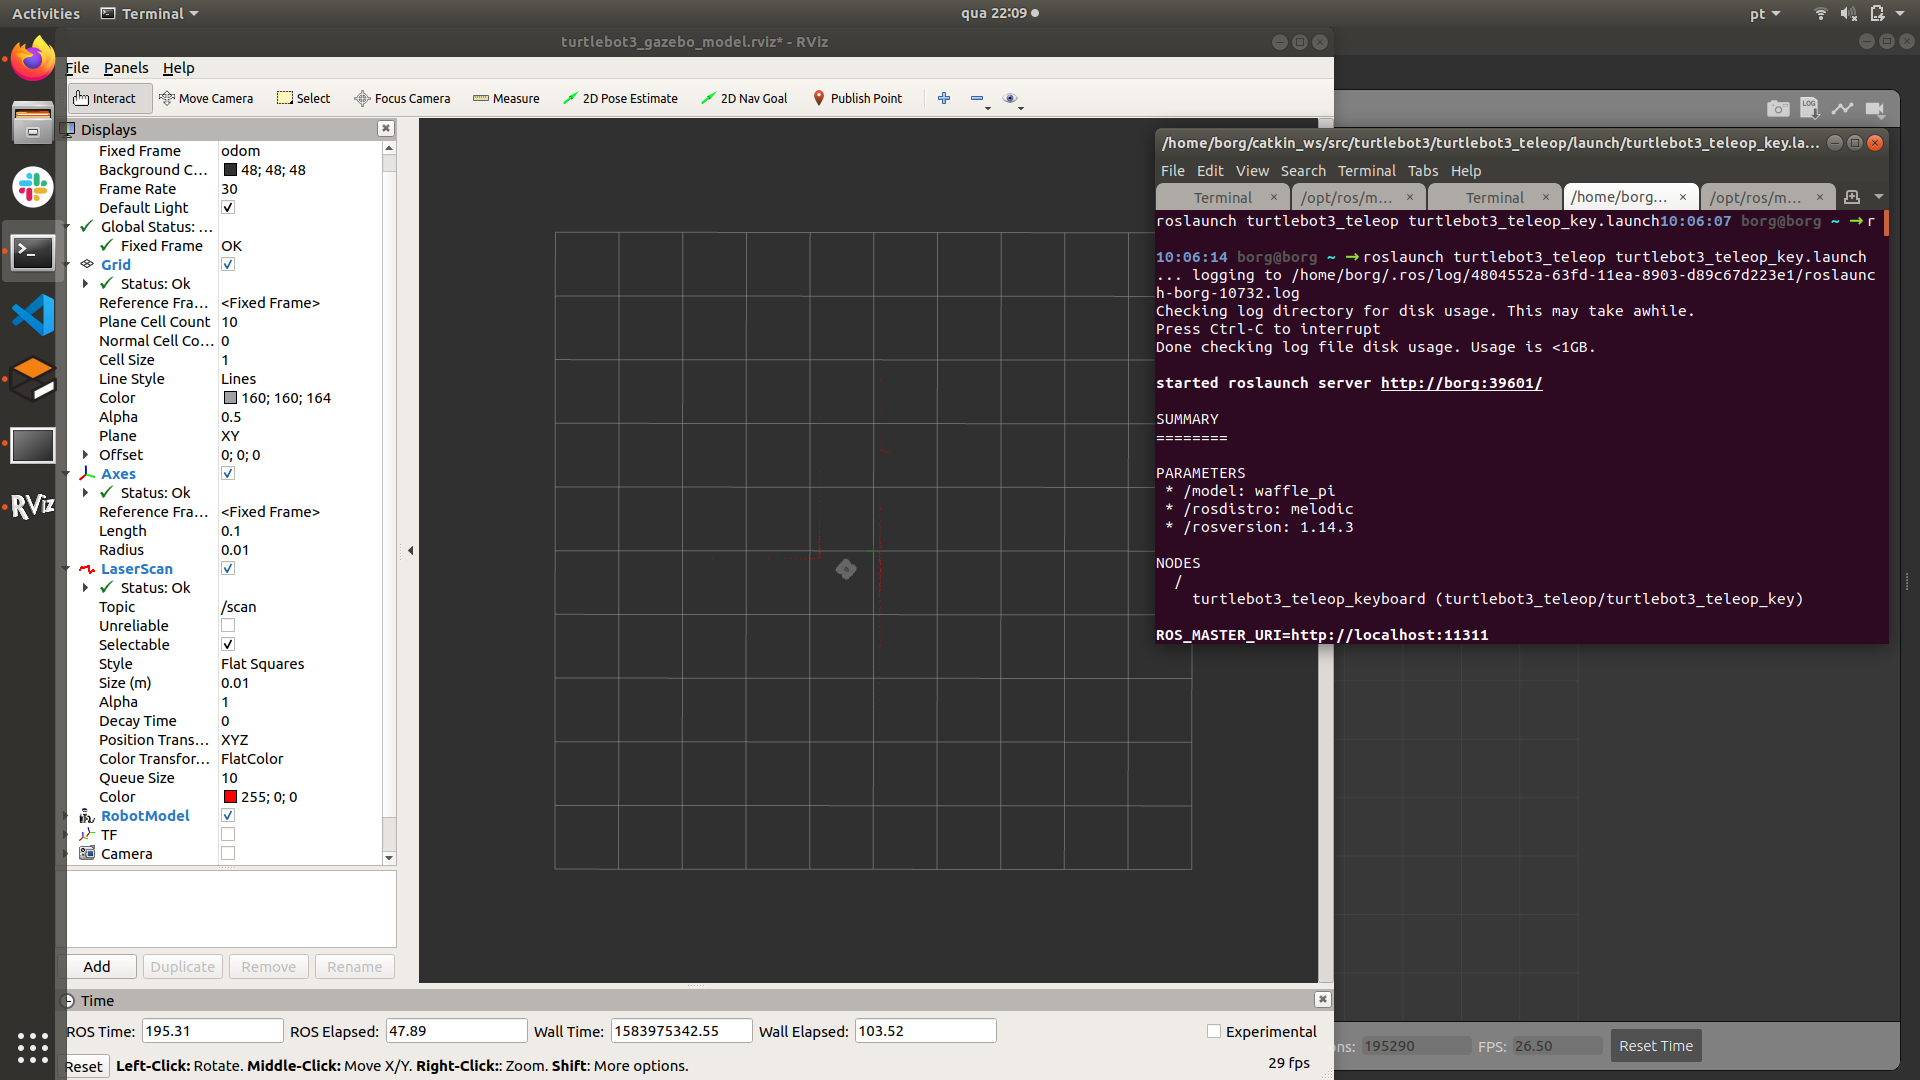 Activities
Terminal
qua 22:09
pt
turtlebot3_gazebo_model.rviz* - RViz
File Panels Help
Interact
Move Camera
Select
Focus Camera
Measure
2D Pose Estimate
2D Nav Goal
Publish Point
Displays
Fixed Frame odom
Background C... 48; 48; 48
Frame Rate 30
Default Light
Global Status: ...
Fixed Frame OK
Grid
Status: Ok
Reference Fra... <Fixed Frame>
Plane Cell Count 10
Normal Cell Co... 0
Cell Size 1
Line Style Lines
Color 160; 160; 164
Alpha 0.5
Plane XY
Offset 0; 0; 0
Axes
Status: Ok
Reference Fra... <Fixed Frame>
Length 0.1
Radius 0.01
LaserScan
Status: Ok
Topic /scan
Unreliable
Selectable
Style Flat Squares
Size (m) 0.01
Alpha 1
Decay Time 0
Position Trans... XYZ
Color Transfor... FlatColor
Queue Size 10
Color 255; 0; 0
RobotModel
TF
Camera
Add Duplicate Remove Rename
Time
ROS Time: 195.31 ROS Elapsed: 47.89 Wall Time: 1583975342.55 Wall Elapsed: 103.52 Experimental
Reset Left-Click: Rotate. Middle-Click: Move X/Y. Right-Click:: Zoom. Shift: More options. 29 fps
RViz
LOG
/home/borg/catkin_ws/src/turtlebot3/turtlebot3_teleop/launch/turtlebot3_teleop_key.la...
File Edit View Search Terminal Tabs Help
Terminal × /opt/ros/m... × Terminal × /home/borg... × /opt/ros/m... ×
roslaunch turtlebot3_teleop turtlebot3_teleop_key.launch10:06:07 borg@borg ~ →r
10:06:14 borg@borg ~ →roslaunch turtlebot3_teleop turtlebot3_teleop_key.launch
... logging to /home/borg/.ros/log/4804552a-63fd-11ea-8903-d89c67d223e1/roslaunc
h-borg-10732.log
Checking log directory for disk usage. This may take awhile.
Press Ctrl-C to interrupt
Done checking log file disk usage. Usage is <1GB.
started roslaunch server http://borg:39601/
SUMMARY
========
PARAMETERS
* /model: waffle_pi
* /rosdistro: melodic
* /rosversion: 1.14.3
NODES
/
turtlebot3_teleop_keyboard (turtlebot3_teleop/turtlebot3_teleop_key)
ROS_MASTER_URI=http://localhost:11311
ns: 195290 FPS: 26.50 Reset Time